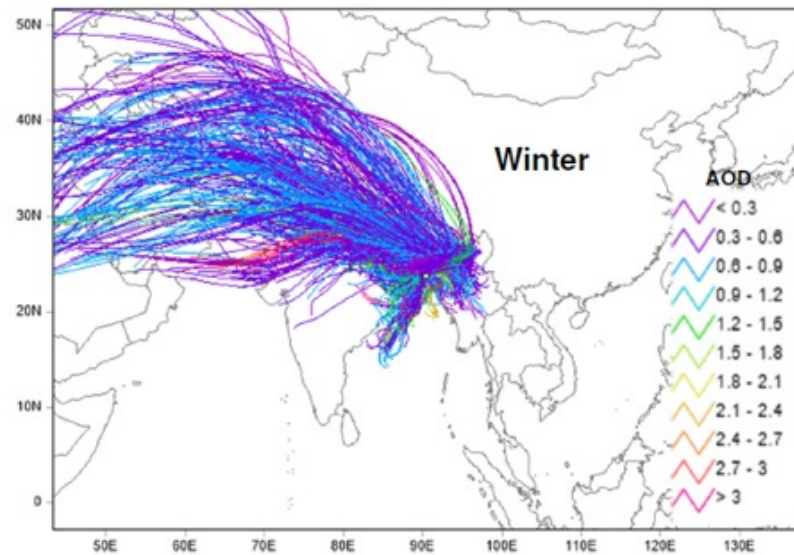 50N
40N
30N
20N
10N
0
50E
60E
70E
80E
90E
100E
110E
120E
130E
Winter
AOD
< 0.3
0.3 - 0.6
0.6 - 0.9
0.9 - 1.2
1.2 - 1.5
1.5 - 1.8
1.8 - 2.1
2.1 - 2.4
2.4 - 2.7
2.7 - 3
> 3